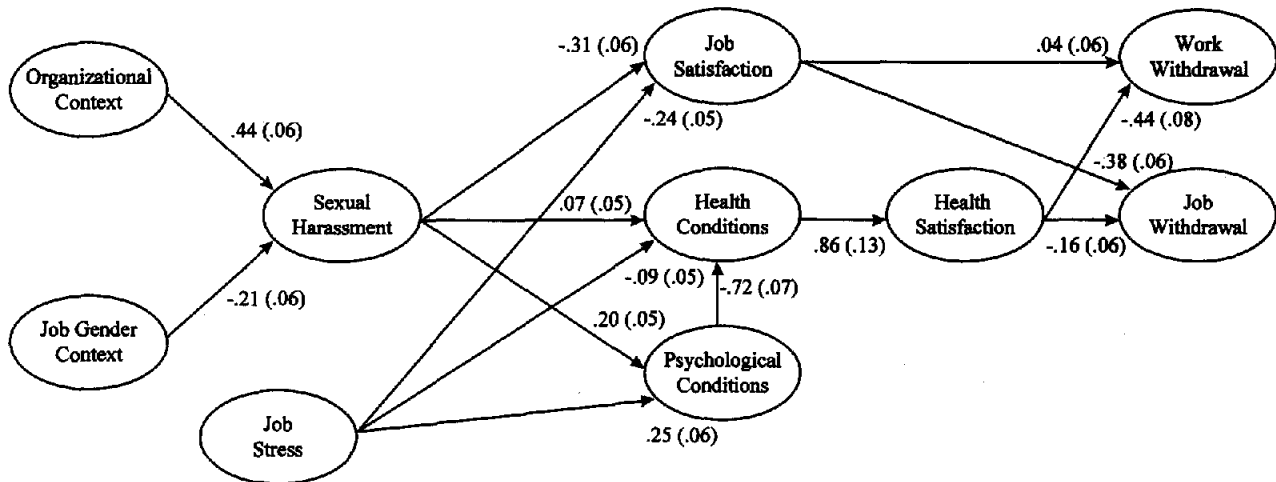 Organizational
Context
Job Gender
Context
.44 (.06)
-.21 (.06)
Sexual
Harassment
Job
Stress
-.31 (.06)
-.24 (.05)
.07 (.05)
-.09 (.05)
.20 (.05)
.25 (.06)
Job
Satisfaction
Health
Conditions
-.72 (.07)
Psychological
Conditions
.86 (.13)
Health
Satisfaction
.04 (.06)
-.44 (.08)
-.38 (.06)
-.16 (.06)
Work
Withdrawal
Job
Withdrawal